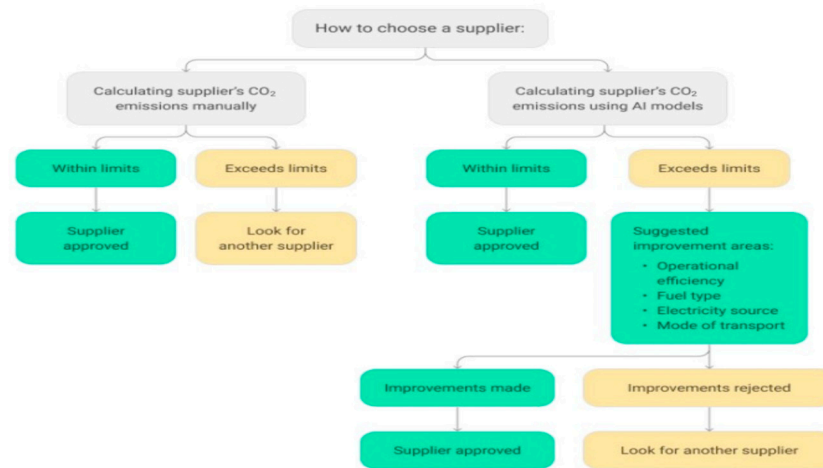 How to choose a supplier:
Calculating supplier's CO₂
emissions manually
Calculating supplier's CO₂
emissions using AI models
Within limits
Exceeds limits
Within limits
Exceeds limits
Supplier
approved
Look for
another supplier
Supplier
approved
Suggested
improvement areas:
• Operational
efficiency
• Fuel type
• Electricity source
• Mode of transport
Improvements made
Improvements rejected
Supplier approved
Look for another supplier